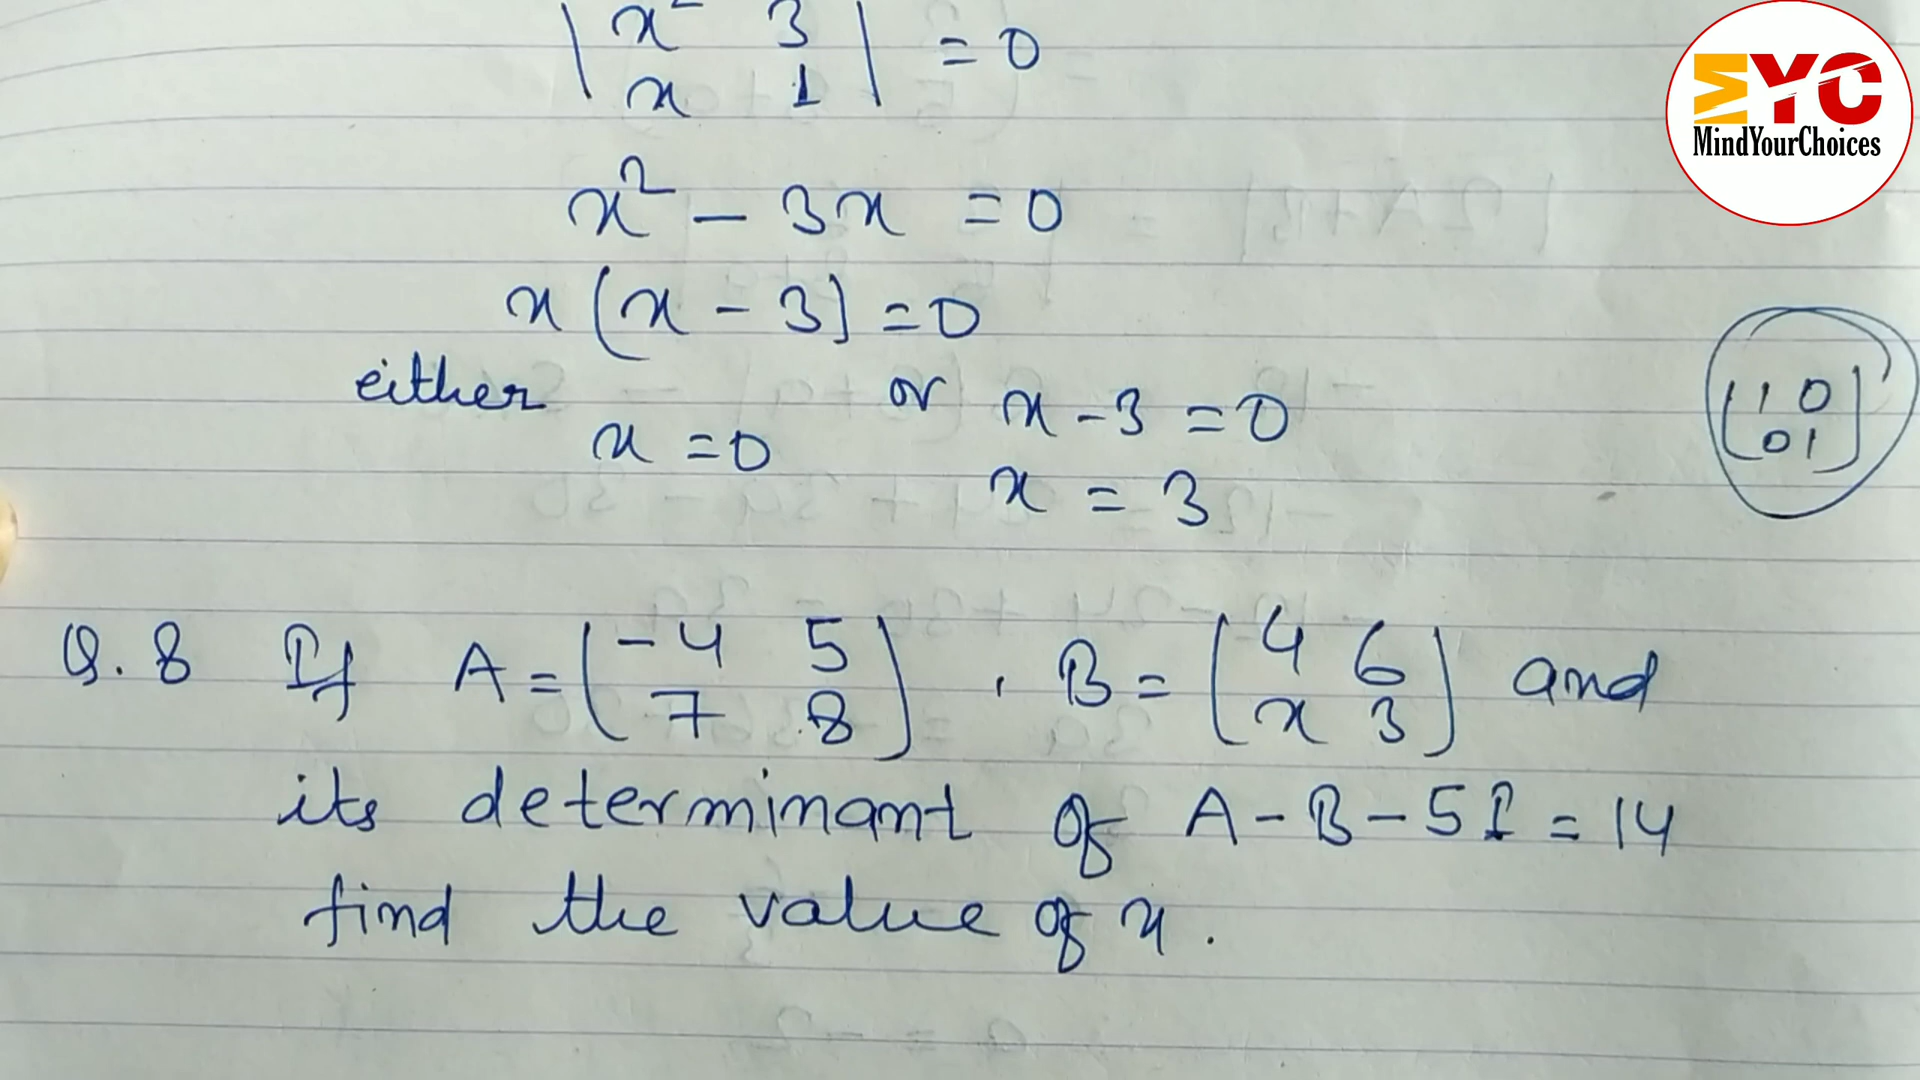 | x² 3 | = 0
| x 1 |
x² - 3x = 0
x (x - 3) = 0
either x = 0 or x - 3 = 0
x = 3
[1 0
0 1]
Q. 8 If A = [-4 5
7 8] , B = [4 6
x 3] and
its determinant of A - B - 5I = 14
find the value of x.
MYC
MindYourChoices